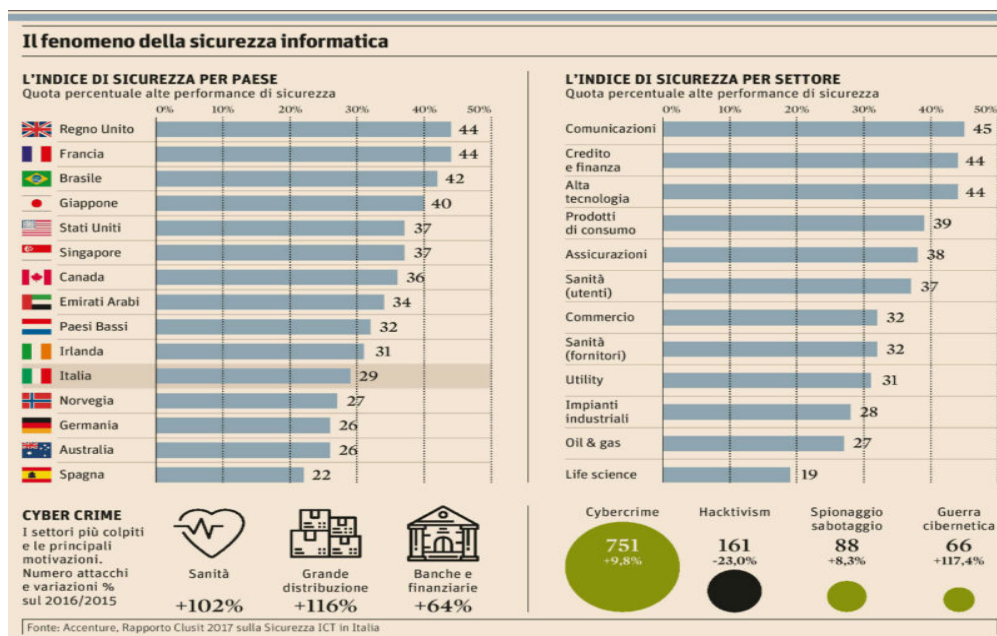 Il fenomeno della sicurezza informatica
L'INDICE DI SICUREZZA PER PAESE
Quota percentuale alte performance di sicurezza
0% 10% 20% 30% 40% 50%
Regno Unito 44
Francia 44
Brasile 42
Giappone 40
Stati Uniti 37
Singapore 37
Canada 36
Emirati Arabi 34
Paesi Bassi 32
Irlanda 31
Italia 29
Norvegia 27
Germania 26
Australia 26
Spagna 22
L'INDICE DI SICUREZZA PER SETTORE
Quota percentuale alte performance di sicurezza
0% 10% 20% 30% 40% 50%
Comunicazioni 45
Credito
e finanza 44
Alta
tecnologia 44
Prodotti
di consumo 39
Assicurazioni 38
Sanità
(utenti) 37
Commercio 32
Sanità
(fornitori) 32
Utility 31
Impianti
industriali 28
Oil & gas 27
Life science 19
CYBER CRIME
I settori più colpiti
e le principali
motivazioni.
Numero attacchi
e variazioni %
sul 2016/2015
Sanità
+102%
Grande
distribuzione
+116%
Banche e
finanziarie
+64%
Cybercrime
751
+9,8%
Hacktivism
161
-23,0%
Spionaggio
sabotaggio
88
+8,3%
Guerra
cibernetica
66
+117,4%
Fonte: Accenture, Rapporto Clusit 2017 sulla Sicurezza ICT in Italia